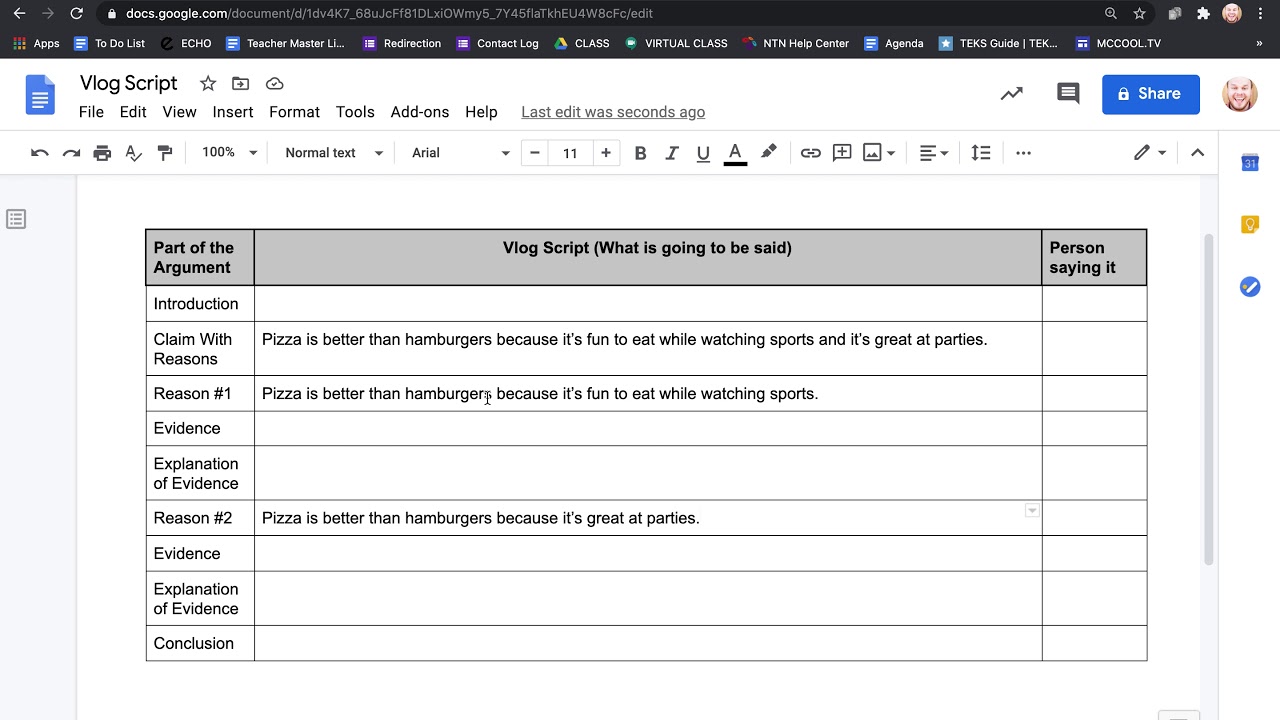 docs.google.com/document/d/1dv4K7_68uJcFf81DLxiOWmy5_7Y45flaTkhEU4W8cFc/edit
Apps To Do List ECHO Teacher Master Li... Redirection Contact Log CLASS VIRTUAL CLASS NTN Help Center Agenda TEKS Guide | TEK... MCCOOL.TV »
Vlog Script
File Edit View Insert Format Tools Add-ons Help Last edit was seconds ago
Share
100% Normal text Arial 11 B I U A
31
Part of the Argument Vlog Script (What is going to be said) Person saying it
Introduction
Claim With Reasons Pizza is better than hamburgers because it's fun to eat while watching sports and it's great at parties.
Reason #1 Pizza is better than hamburgers because it's fun to eat while watching sports.
Evidence
Explanation of Evidence
Reason #2 Pizza is better than hamburgers because it's great at parties.
Evidence
Explanation of Evidence
Conclusion